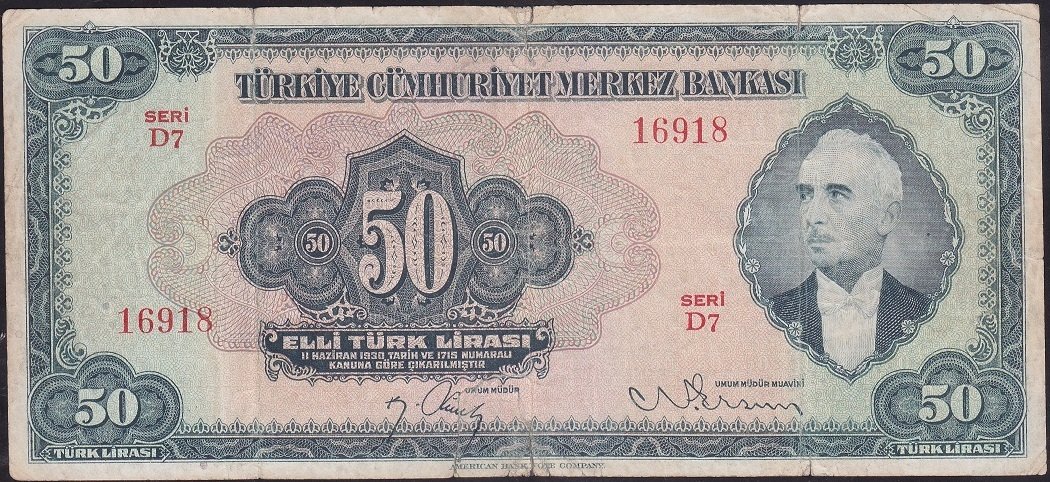 50
50
TÜRKİYE CÜMHURİYET MERKEZ BANKASI
SERİ
D7
16918
50
50
50
16918
SERİ
D7
ELLİ TÜRK LİRASI
11 HAZİRAN 1930 TARİH VE 1715 NUMARALI
KANUNA GÖRE ÇIKARILMIŞTIR
UMUM MÜDÜR
UMUM MÜDÜR MUAVİNİ
50
50
TÜRK LİRASI
TÜRK LİRASI
AMERICAN BANK NOTE COMPANY.